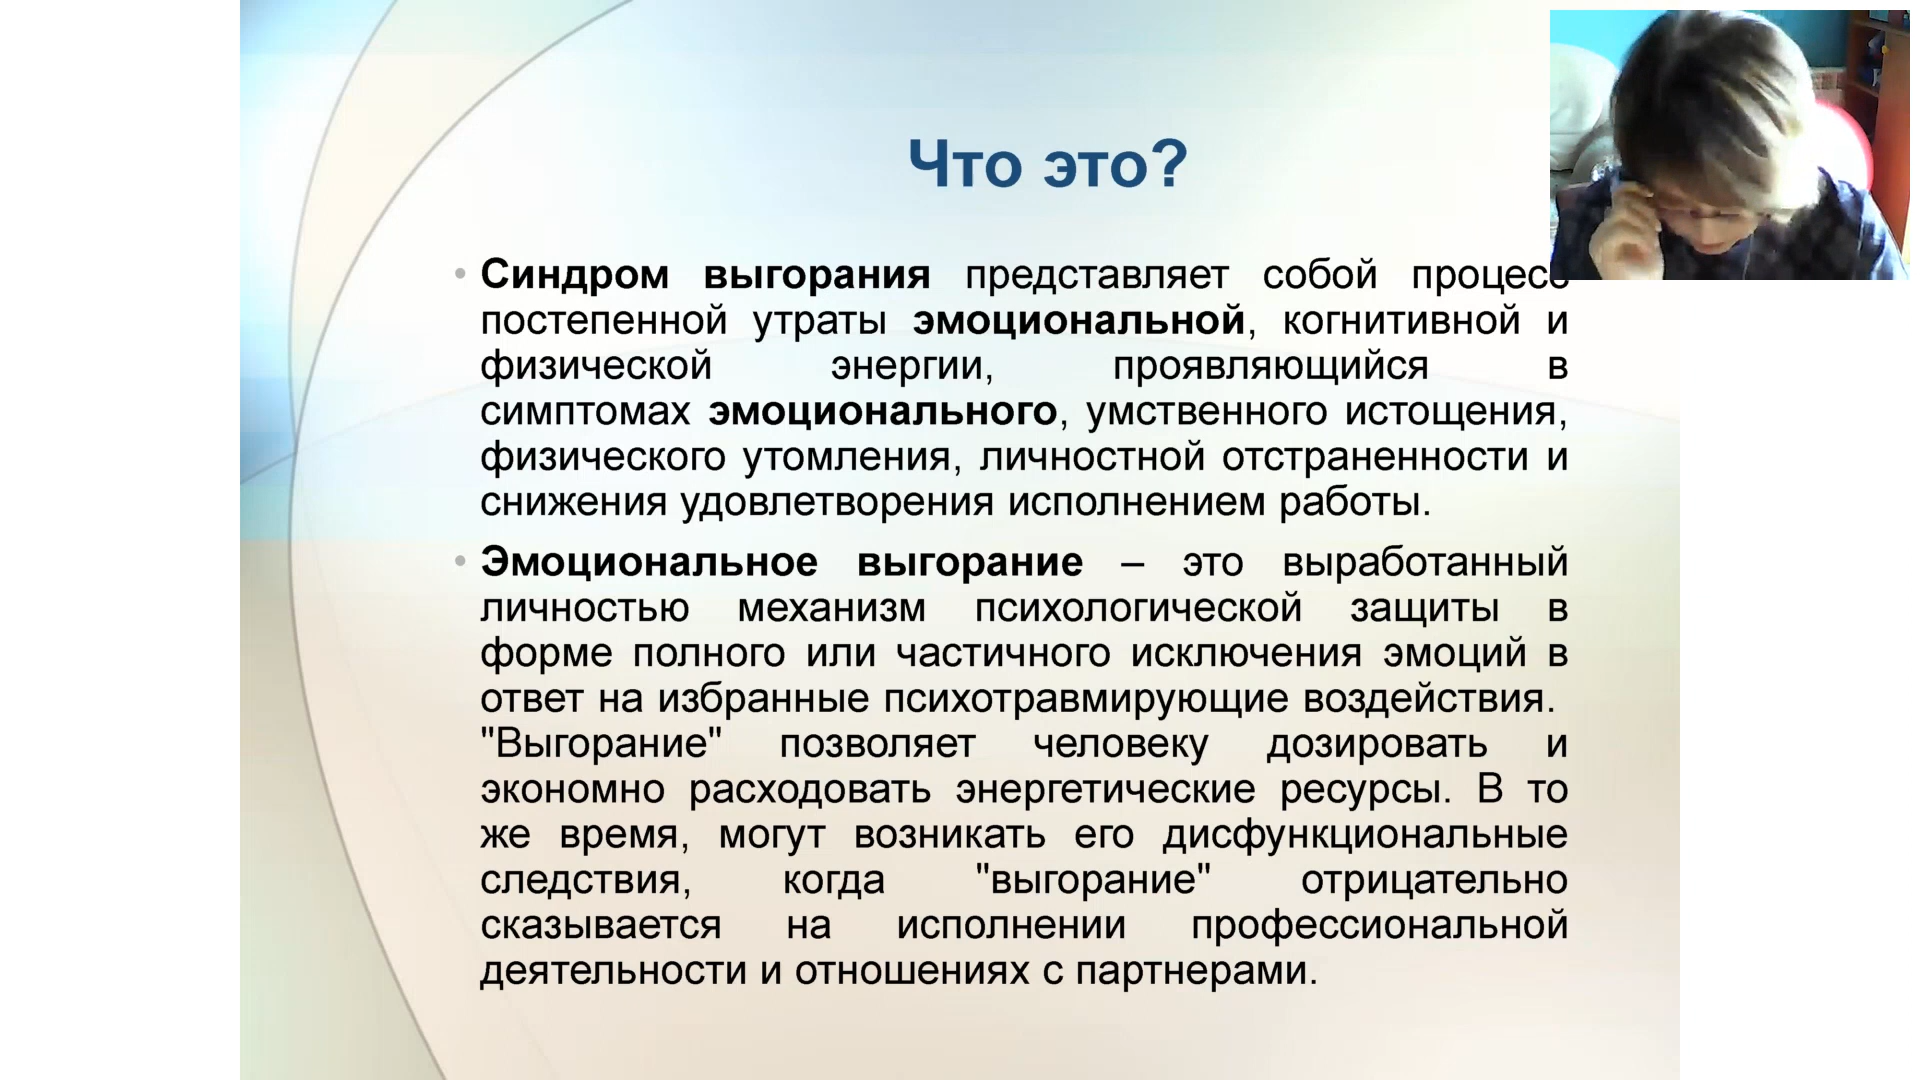 Что это?
• Синдром выгорания представляет собой процесс
постепенной утраты эмоциональной, когнитивной и
физической энергии, проявляющийся в
симптомах эмоционального, умственного истощения,
физического утомления, личностной отстраненности и
снижения удовлетворения исполнением работы.
• Эмоциональное выгорание – это выработанный
личностью механизм психологической защиты в
форме полного или частичного исключения эмоций в
ответ на избранные психотравмирующие воздействия.
"Выгорание" позволяет человеку дозировать и
экономно расходовать энергетические ресурсы. В то
же время, могут возникать его дисфункциональные
следствия, когда "выгорание" отрицательно
сказывается на исполнении профессиональной
деятельности и отношениях с партнерами.